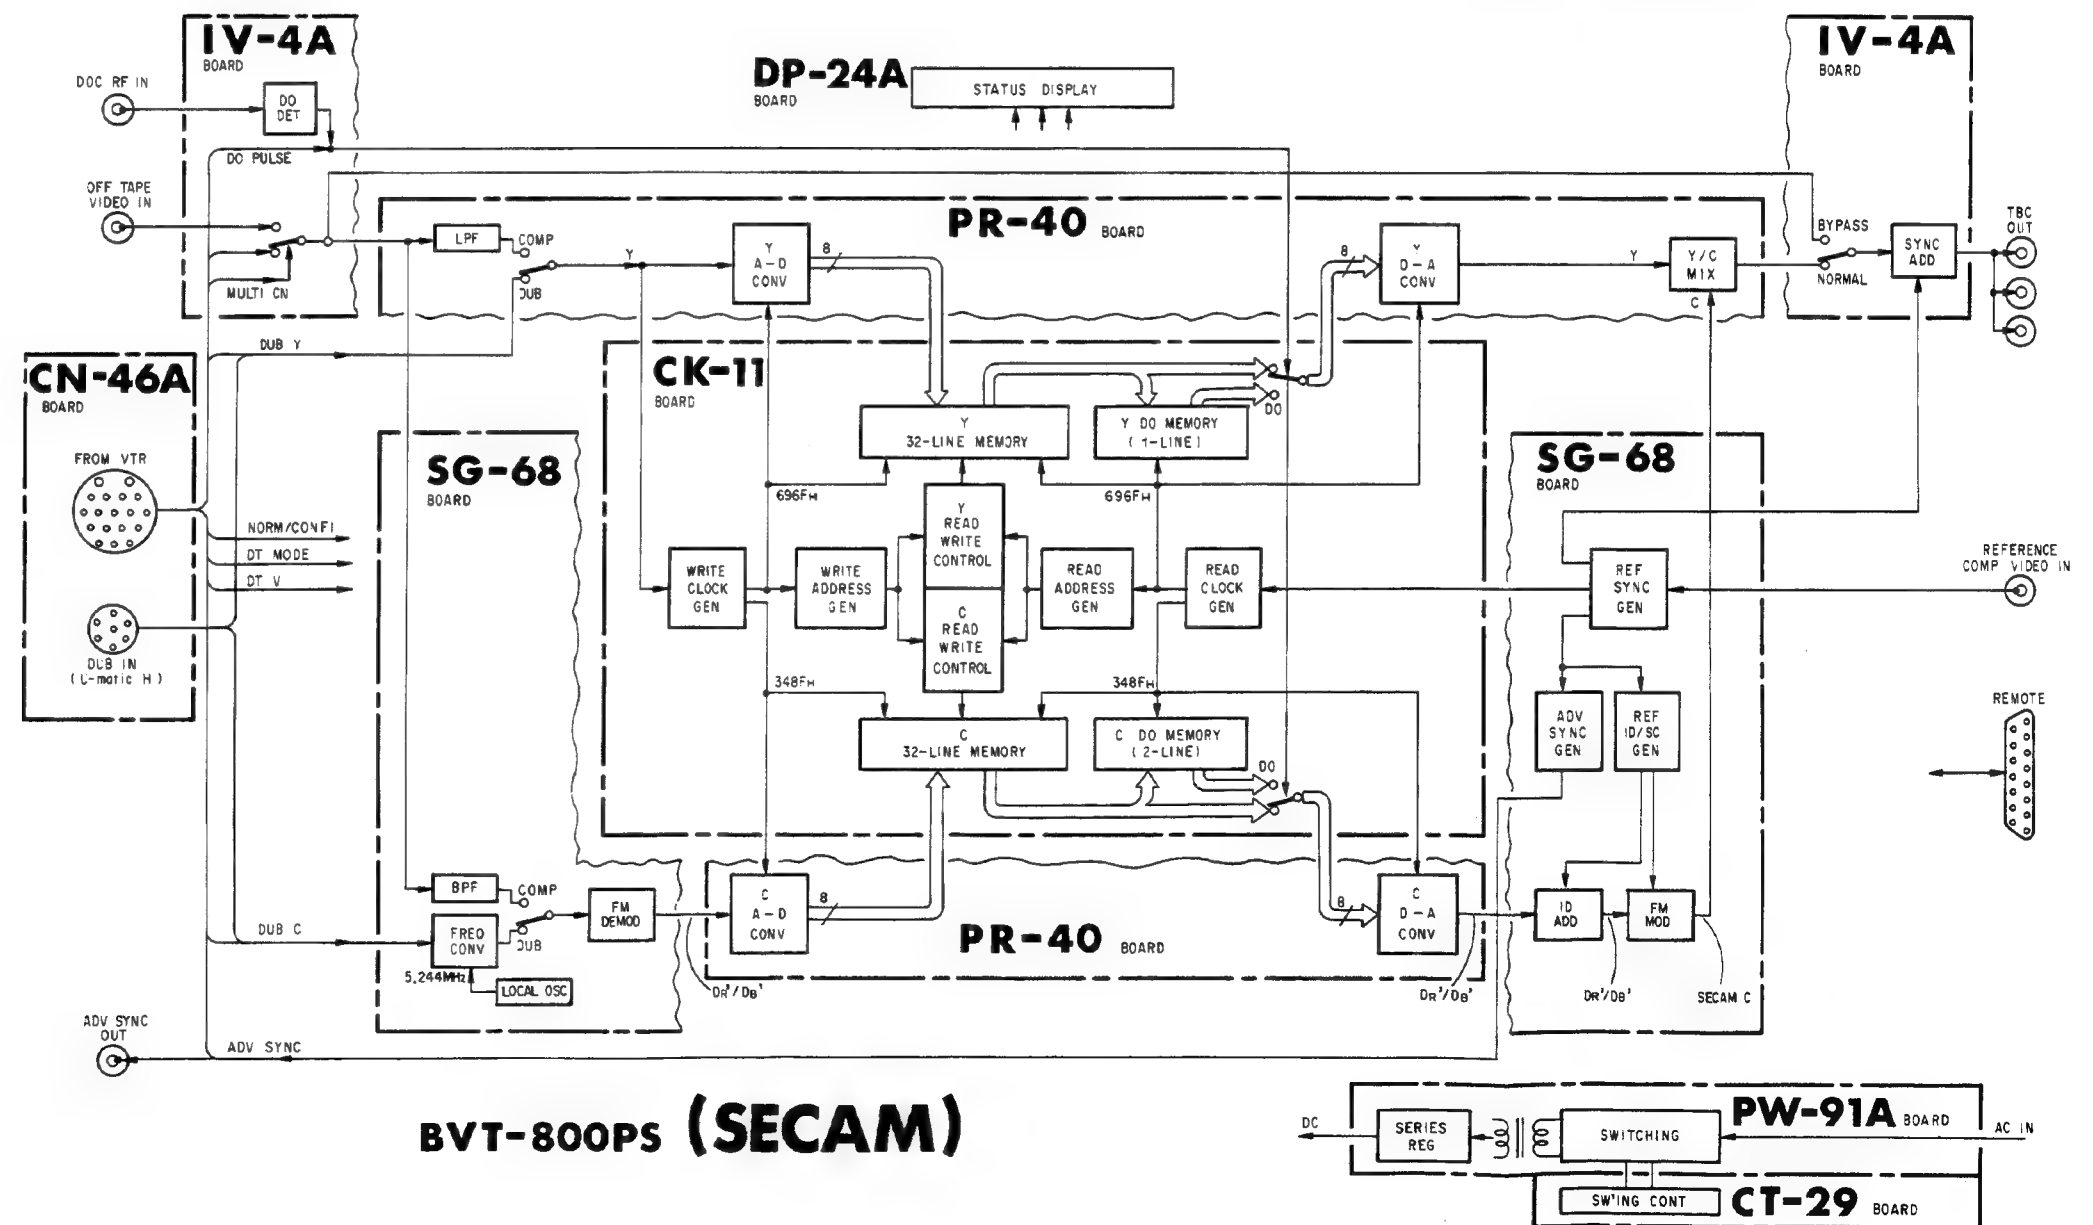 IV-4A
BOARD
DOC RF IN
DO
DET
DO PULSE
OFF TAPE
VIDEO IN
MULTI CN
DP-24A
BOARD
STATUS DISPLAY
IV-4A
BOARD
BYPASS
NORMAL
SYNC
ADD
TBC
OUT
PR-40 BOARD
LPF
COMP
DUB
Y
Y
A-D
CONV
8
8
Y
D-A
CONV
Y
Y/C
MIX
C
DUB Y
CN-46A
BOARD
FROM VTR
DUB IN
(U-matic H)
NORM/CONFI
DT MODE
DT V
CK-11
BOARD
Y
32-LINE MEMORY
Y DO MEMORY
(1-LINE)
DO
696FH
696FH
Y
READ
WRITE
CONTROL
WRITE
CLOCK
GEN
WRITE
ADDRESS
GEN
READ
ADDRESS
GEN
READ
CLOCK
GEN
C
READ
WRITE
CONTROL
348FH
348FH
C
32-LINE MEMORY
C DO MEMORY
(2-LINE)
DO
SG-68
BOARD
BPF
COMP
FREQ
CONV
DUB
FM
DEMOD
5.244MHz
LOCAL OSC
DUB C
DR'/DB'
C
A-D
CONV
8
PR-40 BOARD
8
C
D-A
CONV
DR'/DB'
SG-68
BOARD
REF
SYNC
GEN
ADV
SYNC
GEN
REF
ID/SC
GEN
ID
ADD
FM
MOD
DR'/DB'
SECAM C
REFERENCE
COMP VIDEO IN
REMOTE
ADV SYNC
OUT
ADV SYNC
BVT-800PS (SECAM)
DC
SERIES
REG
SWITCHING
PW-91A BOARD
AC IN
SW'ING CONT
CT-29 BOARD